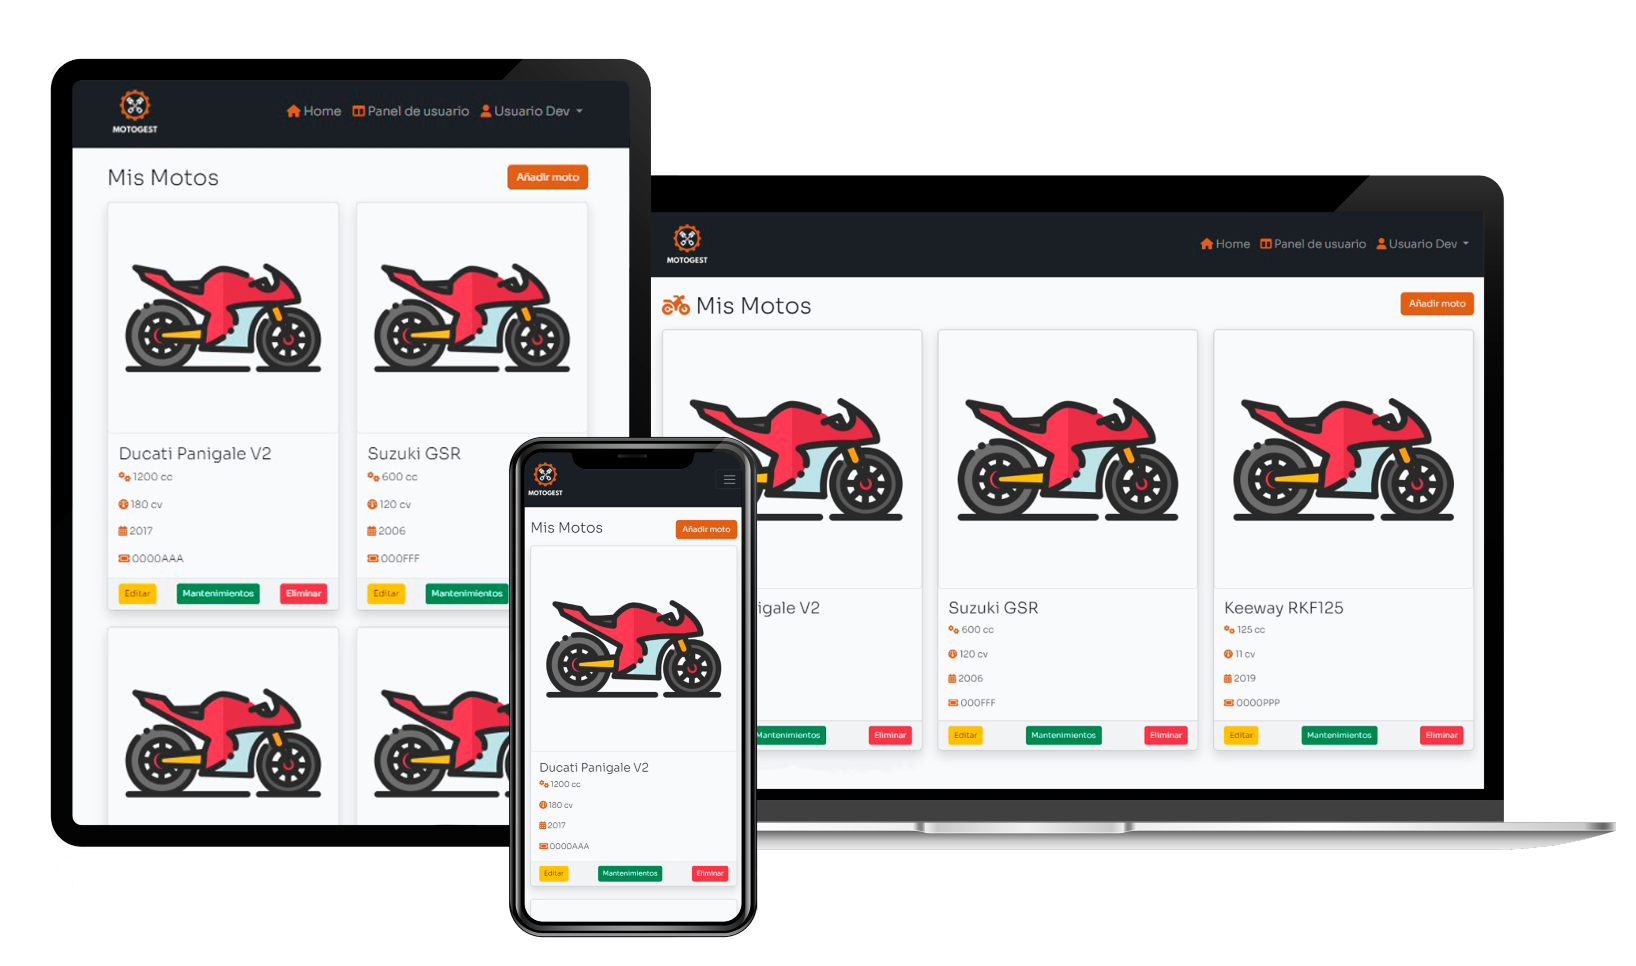 MOTOGEST
Home Panel de usuario Usuario Dev
Mis Motos
Añadir moto
Ducati Panigale V2
1200 cc
180 cv
2017
0000AAA
Editar Mantenimientos Eliminar
Suzuki GSR
600 cc
120 cv
2006
000FFF
Editar Mantenimientos
MOTOGEST
Mis Motos
Añadir moto
Ducati Panigale V2
1200 cc
180 cv
2017
0000AAA
Editar Mantenimientos Eliminar
MOTOGEST
Home Panel de usuario Usuario Dev
Mis Motos
Añadir moto
igale V2
Mantenimientos Eliminar
Suzuki GSR
600 cc
120 cv
2006
000FFF
Editar Mantenimientos Eliminar
Keeway RKF125
125 cc
11 cv
2019
0000PPP
Editar Mantenimientos Eliminar